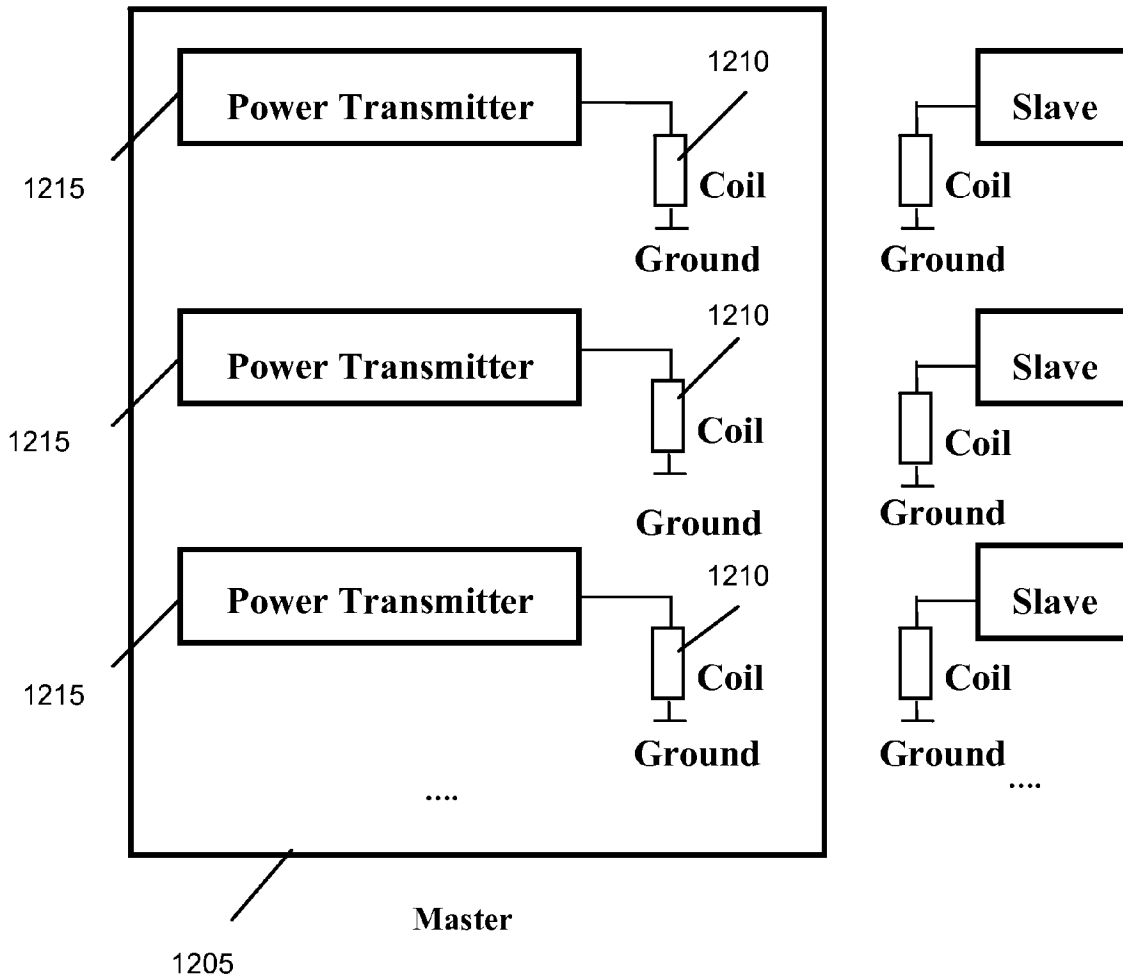 1210
Power Transmitter
Slave
1215
Coil
Coil
Ground
Ground
1210
Power Transmitter
Slave
1215
Coil
Coil
Ground
Ground
1210
Power Transmitter
Slave
1215
Coil
Coil
Ground
Ground
....
....
Master
1205